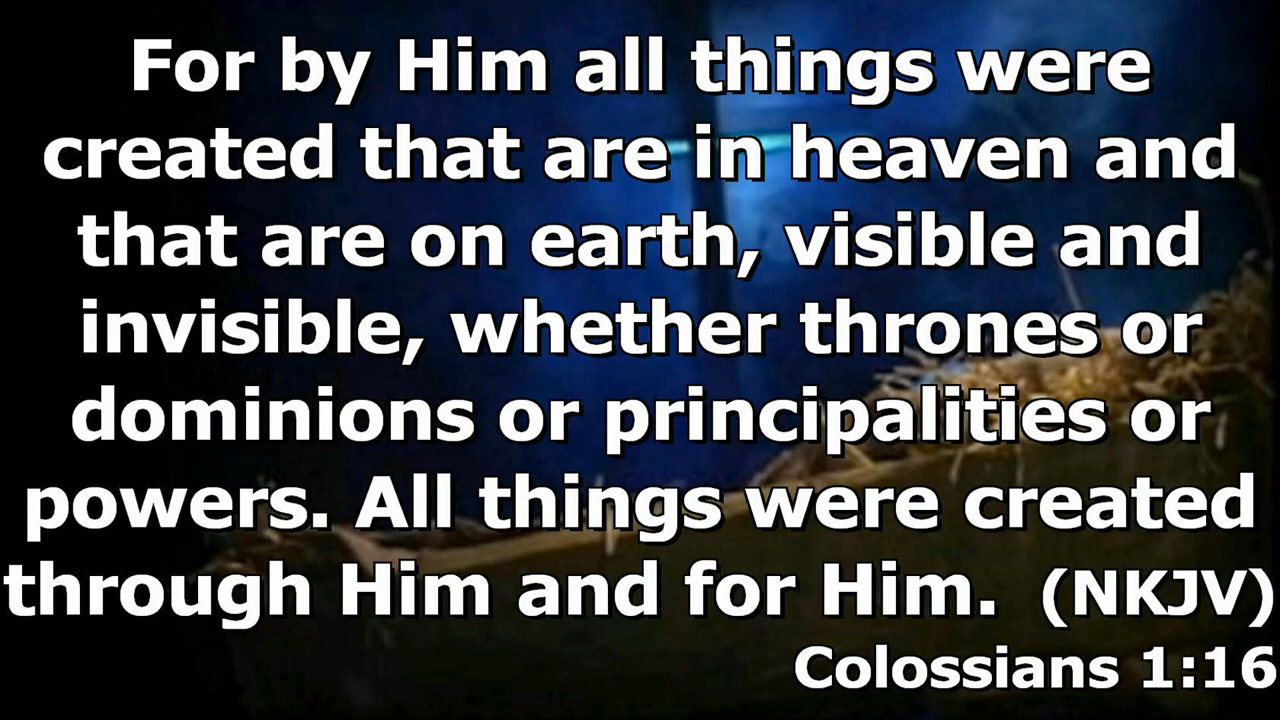 For by Him all things were
created that are in heaven and
that are on earth, visible and
invisible, whether thrones or
dominions or principalities or
powers. All things were created
through Him and for Him. (NKJV)
Colossians 1:16